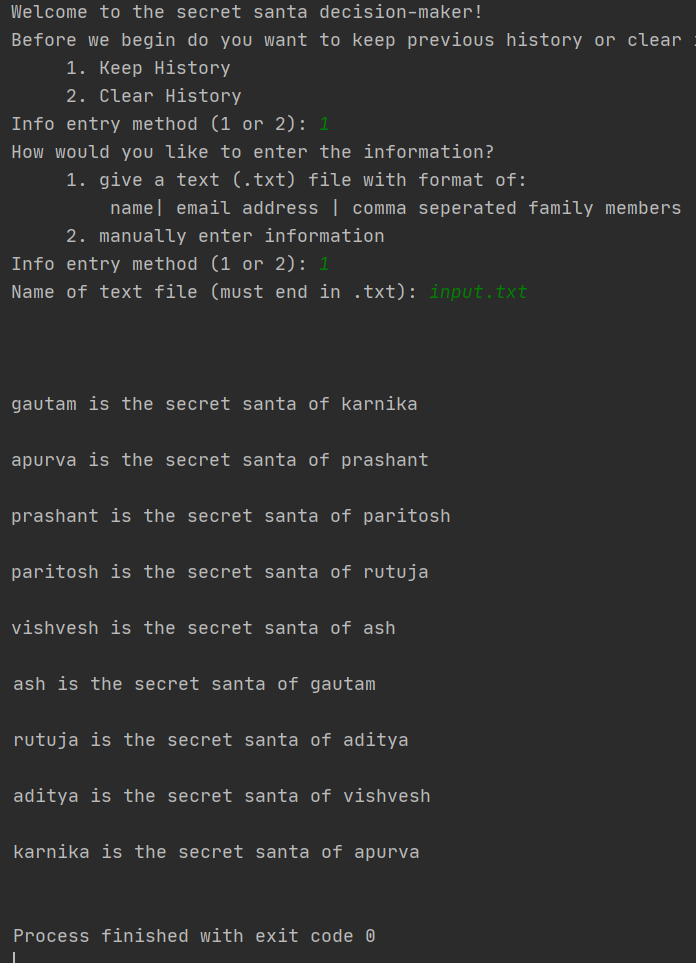 Welcome to the secret santa decision-maker!
Before we begin do you want to keep previous history or clear
1. Keep History
2. Clear History
Info entry method (1 or 2): 1
How would you like to enter the information?
1. give a text (.txt) file with format of:
name| email address | comma seperated family members
2. manually enter information
Info entry method (1 or 2): 1
Name of text file (must end in .txt): input.txt
gautam is the secret santa of karnika
apurva is the secret santa of prashant
prashant is the secret santa of paritosh
paritosh is the secret santa of rutuja
vishvesh is the secret santa of ash
ash is the secret santa of gautam
rutuja is the secret santa of aditya
aditya is the secret santa of vishvesh
karnika is the secret santa of apurva
Process finished with exit code 0